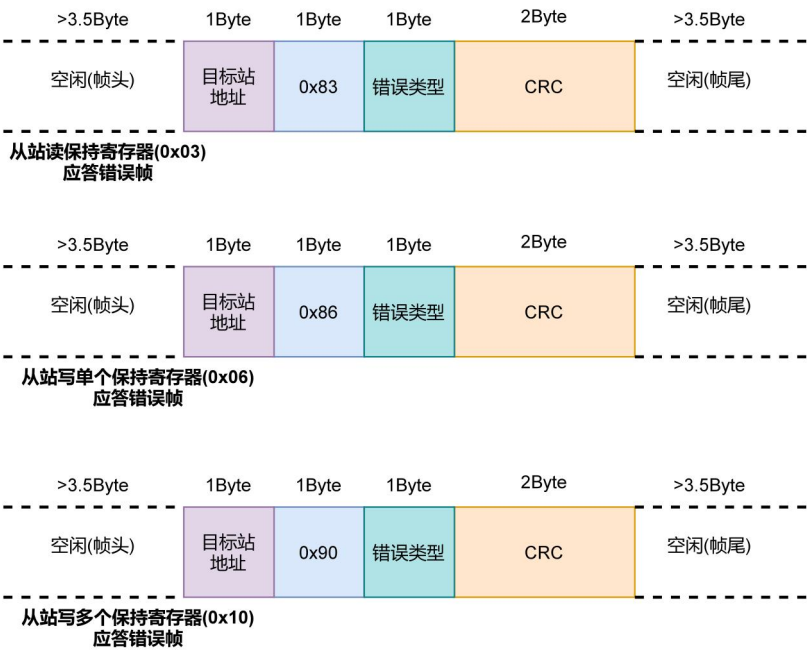 >3.5Byte 1Byte 1Byte 1Byte 2Byte >3.5Byte
空闲(帧头) 目标站 0x83 错误类型 CRC 空闲(帧尾)
地址
从站读保持寄存器(0x03)
应答错误帧
>3.5Byte 1Byte 1Byte 1Byte 2Byte >3.5Byte
空闲(帧头) 目标站 0x86 错误类型 CRC 空闲(帧尾)
地址
从站写单个保持寄存器(0x06)
应答错误帧
>3.5Byte 1Byte 1Byte 1Byte 2Byte >3.5Byte
空闲(帧头) 目标站 0x90 错误类型 CRC 空闲(帧尾)
地址
从站写多个保持寄存器(0x10)
应答错误帧